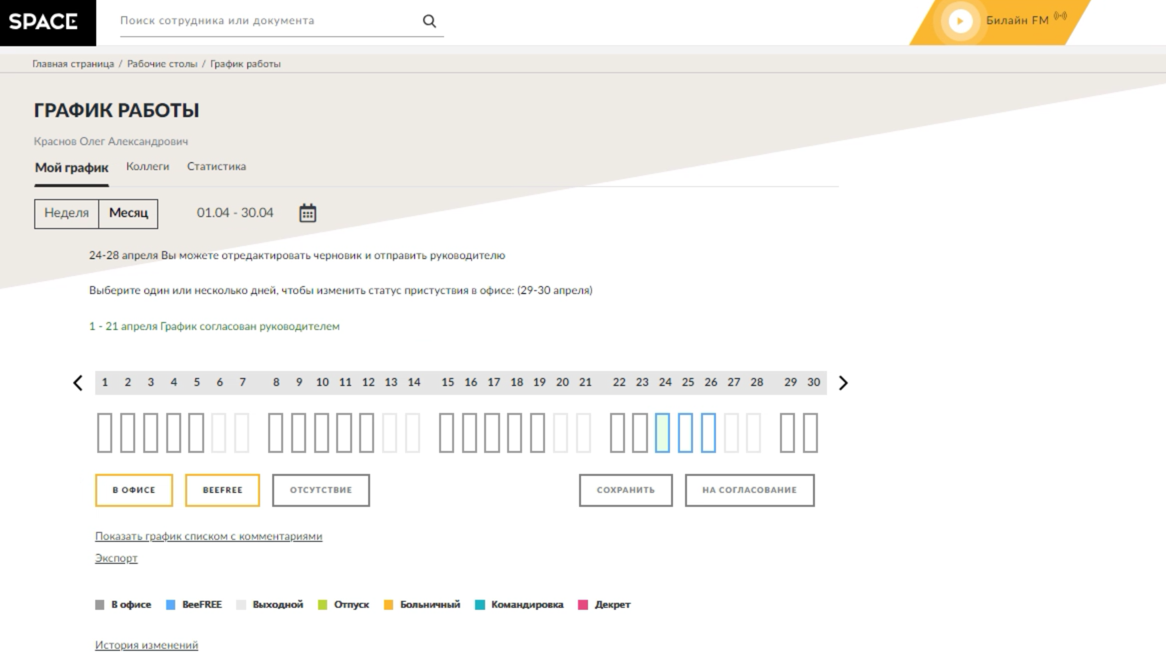 SPACE
Поиск сотрудника или документа
Билайн FM
Главная страница / Рабочие столы / График работы
ГРАФИК РАБОТЫ
Краснов Олег Александрович
Мой график Коллеги Статистика
Неделя Месяц 01.04 - 30.04
24-28 апреля Вы можете отредактировать черновик и отправить руководителю
Выберите один или несколько дней, чтобы изменить статус пристуствия в офисе: (29-30 апреля)
1 - 21 апреля График согласован руководителем
1 2 3 4 5 6 7 8 9 10 11 12 13 14 15 16 17 18 19 20 21 22 23 24 25 26 27 28 29 30
В ОФИСЕ BEEFREE ОТСУТСТВИЕ СОХРАНИТЬ НА СОГЛАСОВАНИЕ
Показать график списком с комментариями
Экспорт
В офисе BeeFREE Выходной Отпуск Больничный Командировка Декрет
История изменений